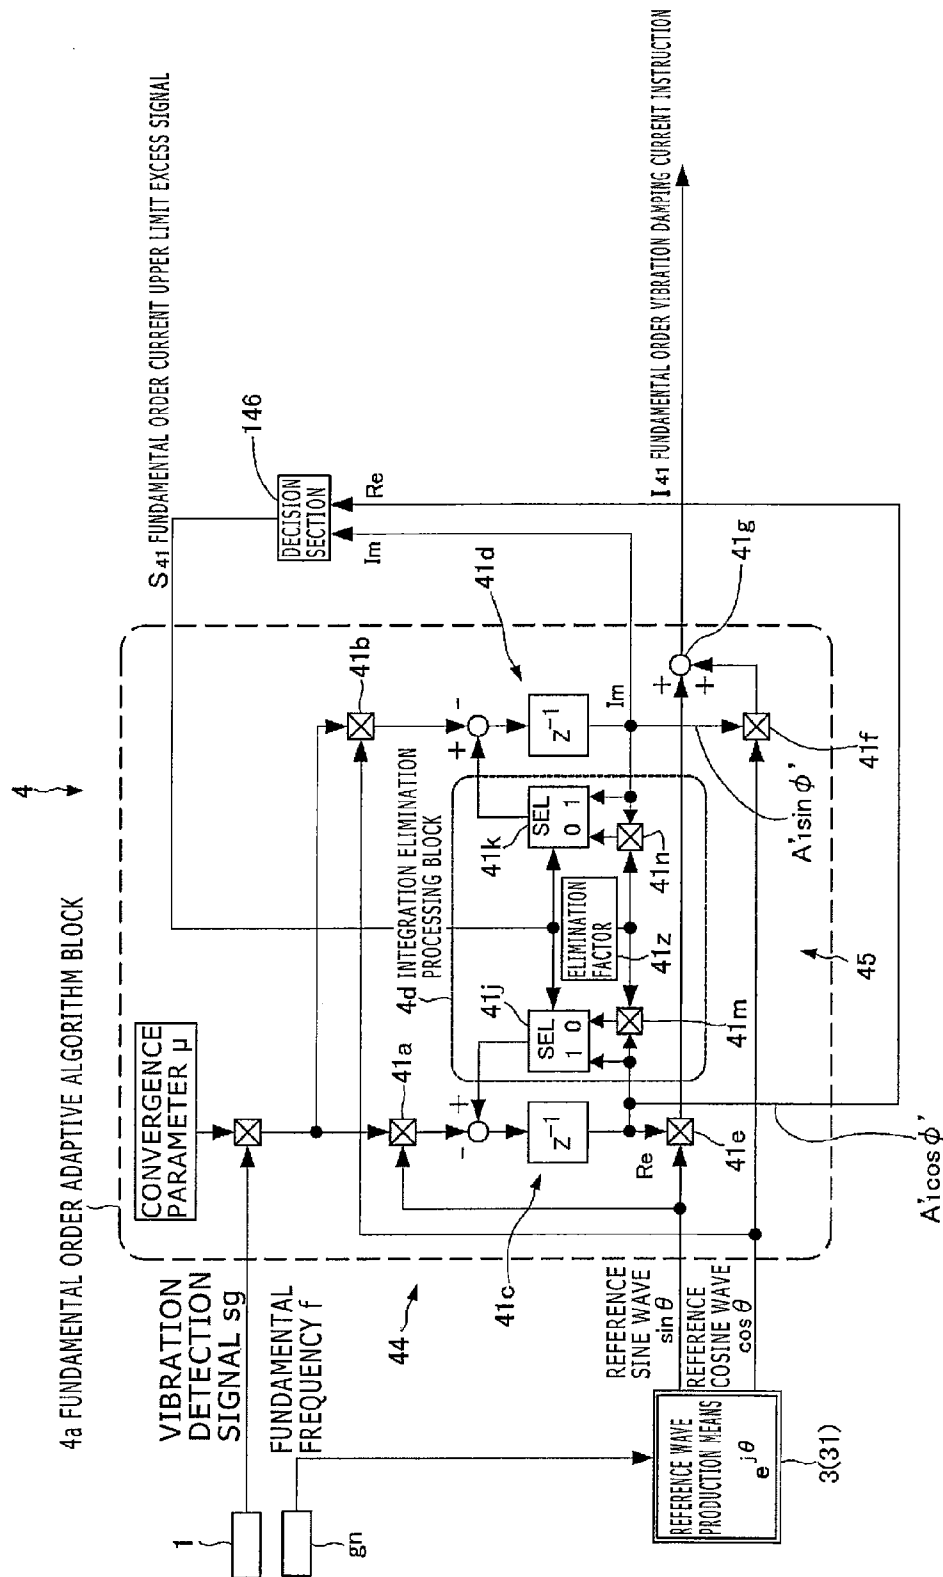 4
4a FUNDAMENTAL ORDER ADAPTIVE ALGORITHM BLOCK
S41 FUNDAMENTAL ORDER CURRENT UPPER LIMIT EXCESS SIGNAL
146
DECISION
SECTION
Im
Re
CONVERGENCE
PARAMETER μ
VIBRATION
DETECTION
SIGNAL sg
FUNDAMENTAL
FREQUENCY f
1
gn
44
41a
41b
4d INTEGRATION ELIMINATION
PROCESSING BLOCK
41j
41k
SEL
1 0
SEL
0 1
ELIMINATION
FACTOR
41z
41m
41n
+
-
+
-
z-1
z-1
41c
41d
Re
Im
41e
41f
41g
+
+
I41 FUNDAMENTAL ORDER VIBRATION DAMPING CURRENT INSTRUCTION
A'1sinφ'
A'1cosφ'
45
REFERENCE
SINE WAVE
sinθ
REFERENCE
COSINE WAVE
cosθ
REFERENCE WAVE
PRODUCTION MEANS
ejθ
3(31)